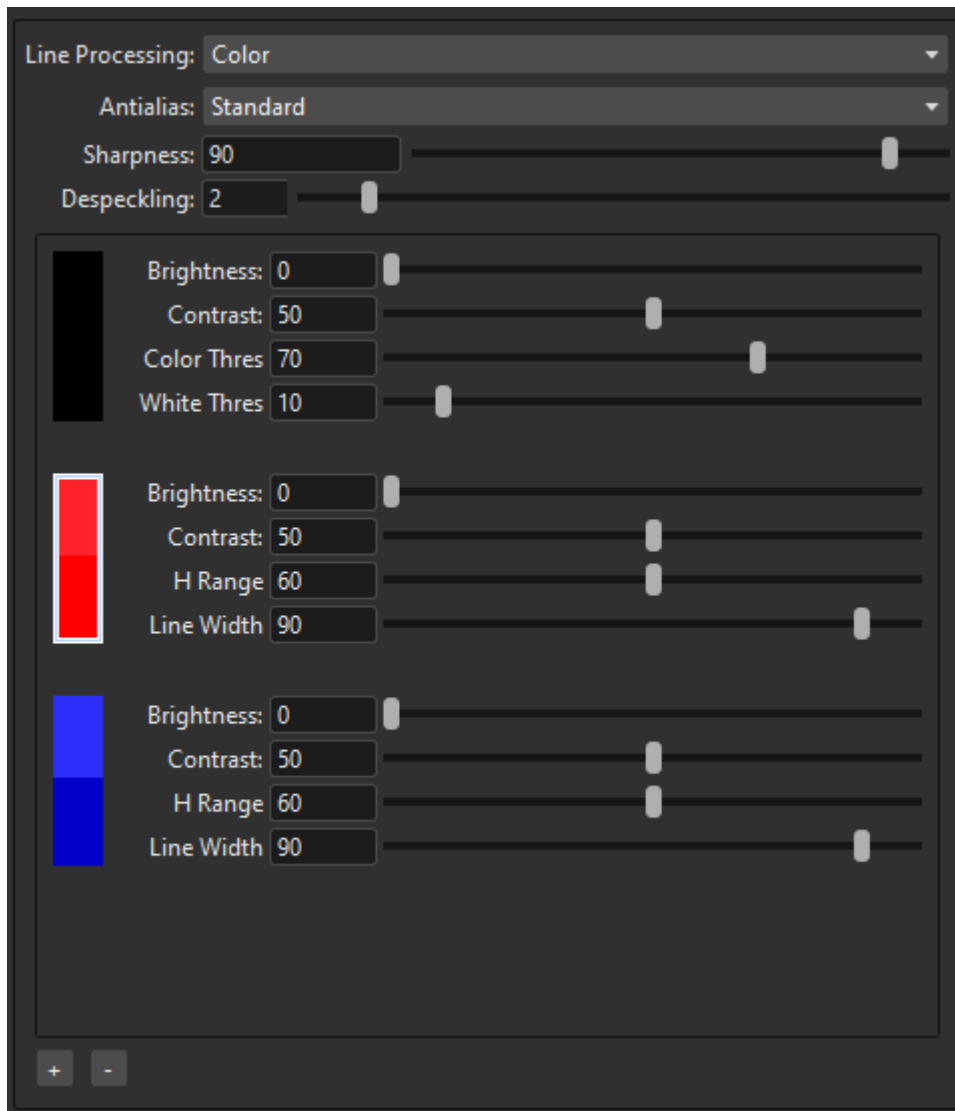 Line Processing: Color
Antialias: Standard
Sharpness: 90
Despeckling: 2
Brightness: 0
Contrast: 50
Color Thres 70
White Thres 10
Brightness: 0
Contrast: 50
H Range 60
Line Width 90
Brightness: 0
Contrast: 50
H Range 60
Line Width 90
+ -